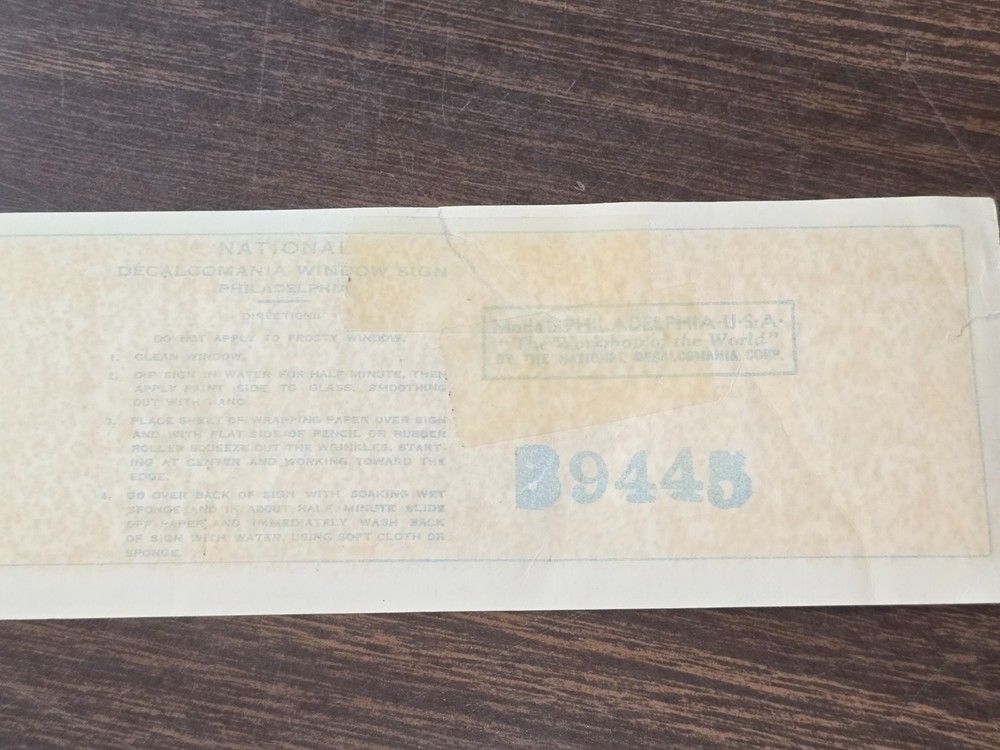 NATIONAL
DECALCOMANIA WINDOW SIGN
PHILADELPHIA
DIRECTIONS
DO NOT APPLY TO FROSTY WINDOW.
1. CLEAN WINDOW.
2. DIP SIGN IN WATER FOR HALF MINUTE, THEN
APPLY PAINT SIDE TO GLASS, SMOOTHING
OUT WITH HAND.
3. PLACE SHEET OF WRAPPING PAPER OVER SIGN
AND WITH FLAT SIDE OF PENCIL OR RUBBER
ROLLER SQUEEZE OUT THE WRINKLES, START-
ING AT CENTER AND WORKING TOWARD THE
EDGE.
4. GO OVER BACK OF SIGN WITH SOAKING WET
SPONGE AND IN ABOUT HALF MINUTE SLIDE
OFF PAPER AND IMMEDIATELY WASH BACK
OF SIGN WITH WATER, USING SOFT CLOTH OR
SPONGE.
Made in PHILADELPHIA·U·S·A·
"The Workshop of the World"
BY THE NATIONAL DECALCOMANIA CORP.
39445